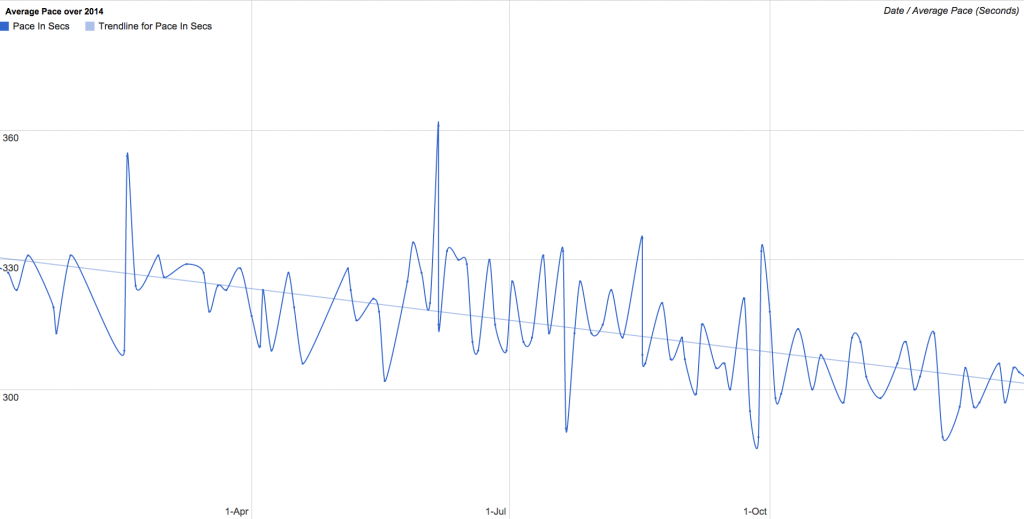 Average Pace over 2014
Date / Average Pace (Seconds)
Pace In Secs
Trendline for Pace In Secs
360
330
300
1-Apr
1-Jul
1-Oct